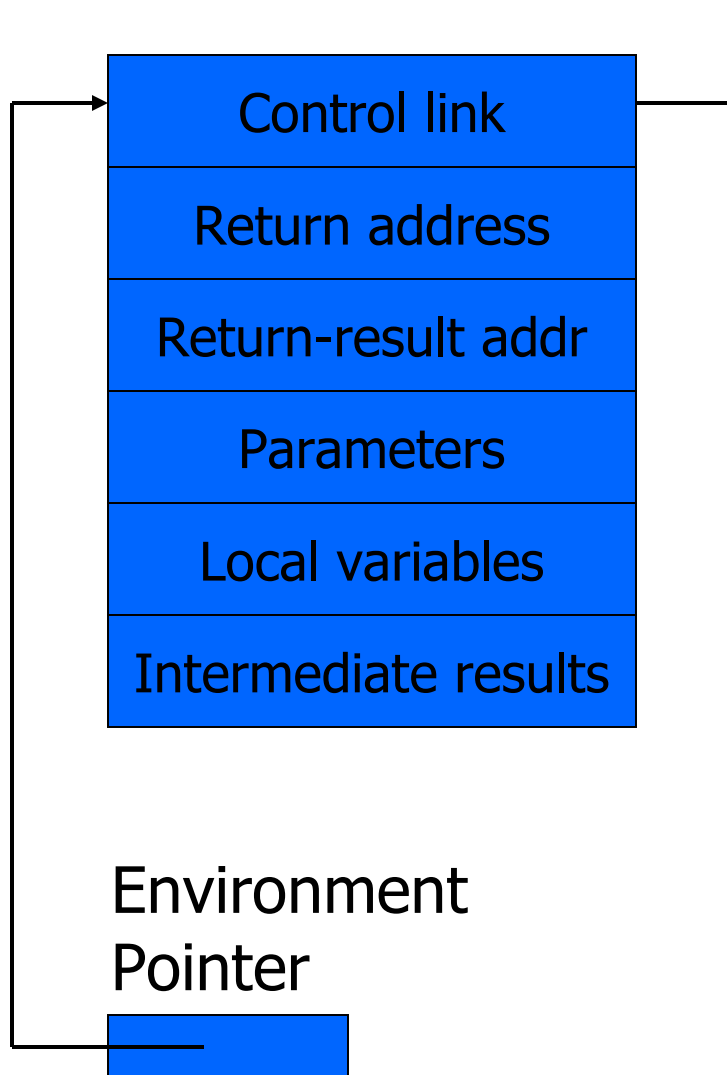 Control link
Return address
Return-result addr
Parameters
Local variables
Intermediate results
Environment
Pointer